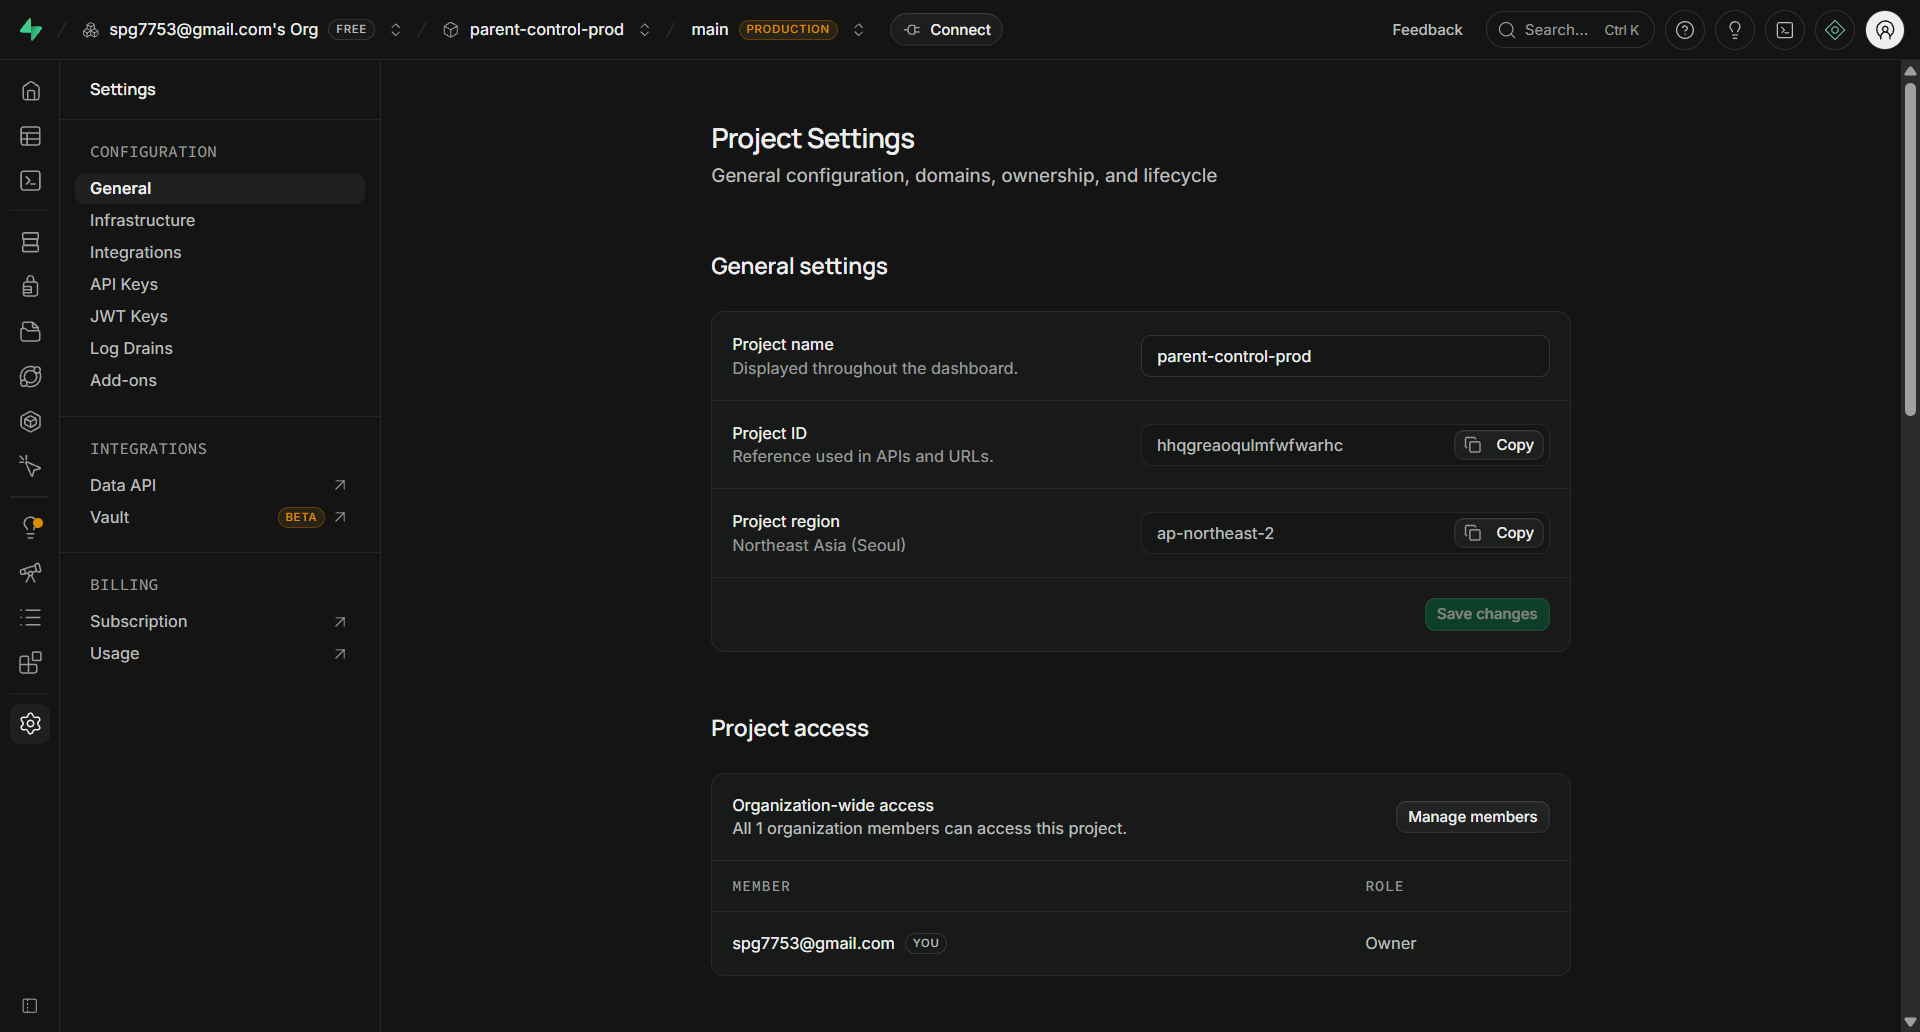 spg7753@gmail.com's Org FREE parent-control-prod main PRODUCTION Connect Feedback Search... Ctrl K
Settings
CONFIGURATION
General
Infrastructure
Integrations
API Keys
JWT Keys
Log Drains
Add-ons
INTEGRATIONS
Data API
Vault BETA
BILLING
Subscription
Usage
Project Settings
General configuration, domains, ownership, and lifecycle
General settings
Project name
Displayed throughout the dashboard.
parent-control-prod
Project ID
Reference used in APIs and URLs.
hhqgreaoqulmfwfwarhc Copy
Project region
Northeast Asia (Seoul)
ap-northeast-2 Copy
Save changes
Project access
Organization-wide access
All 1 organization members can access this project.
Manage members
MEMBER ROLE
spg7753@gmail.com YOU Owner